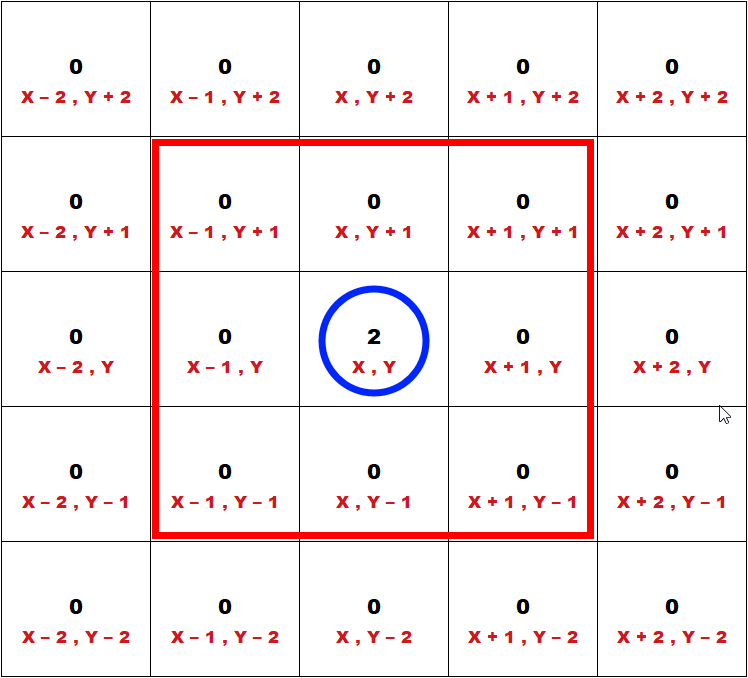 0 0 0 0 0
X – 2 , Y + 2 X – 1 , Y + 2 X , Y + 2 X + 1 , Y + 2 X + 2 , Y + 2
0 0 0 0 0
X – 2 , Y + 1 X – 1 , Y + 1 X , Y + 1 X + 1 , Y + 1 X + 2 , Y + 1
0 0 2 0 0
X – 2 , Y X – 1 , Y X , Y X + 1 , Y X + 2 , Y
0 0 0 0 0
X – 2 , Y – 1 X – 1 , Y – 1 X , Y – 1 X + 1 , Y – 1 X + 2 , Y – 1
0 0 0 0 0
X – 2 , Y – 2 X – 1 , Y – 2 X , Y – 2 X + 1 , Y – 2 X + 2 , Y – 2